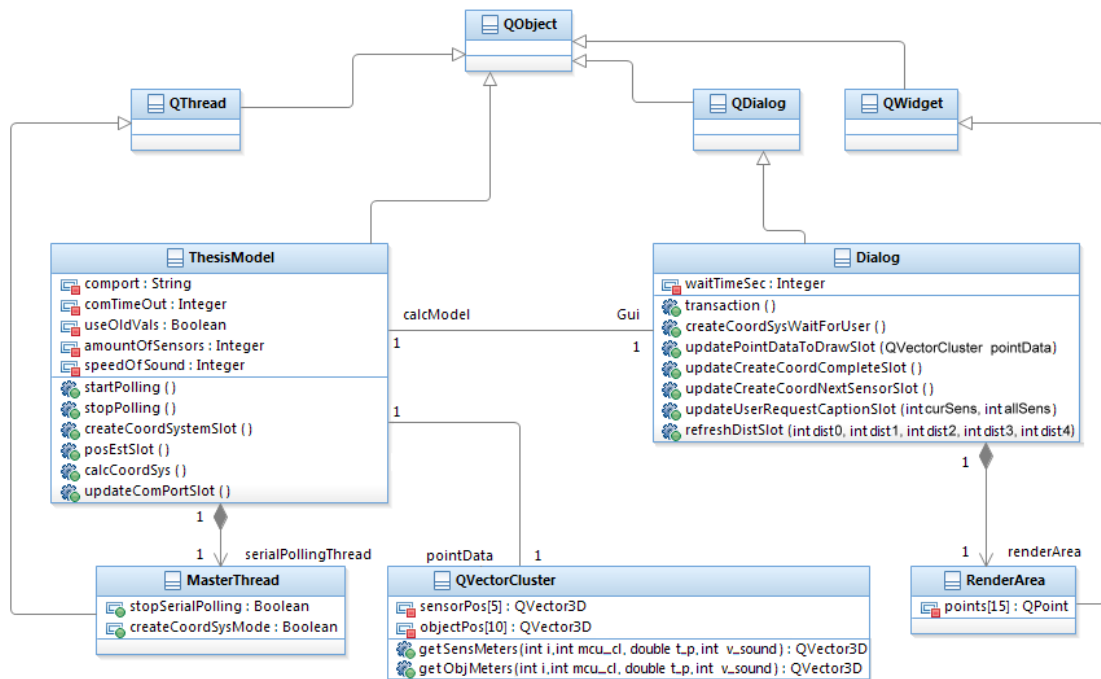 QObject
QThread
QDialog
QWidget
ThesisModel
comport : String
comTimeOut : Integer
useOldVals : Boolean
amountOfSensors : Integer
speedOfSound : Integer
startPolling ( )
stopPolling ( )
createCoordSystemSlot ( )
posEstSlot ( )
calcCoordSys ( )
updateComPortSlot ( )
calcModel
Gui
1
1
1
Dialog
waitTimeSec : Integer
transaction ( )
createCoordSysWaitForUser ( )
updatePointDataToDrawSlot (QVectorCluster pointData)
updateCreateCoordCompleteSlot ( )
updateCreateCoordNextSensorSlot ( )
updateUserRequestCaptionSlot (int curSens, int allSens)
refreshDistSlot (int dist0, int dist1, int dist2, int dist3, int dist4)
1
1
1
serialPollingThread
pointData
1
1
renderArea
MasterThread
stopSerialPolling : Boolean
createCoordSysMode : Boolean
QVectorCluster
sensorPos[5] : QVector3D
objectPos[10] : QVector3D
getSensMeters(int i,int mcu_cl, double t_p,int v_sound) : QVector3D
getObjMeters(int i,int mcu_cl, double t_p,int v_sound) : QVector3D
RenderArea
points[15] : QPoint